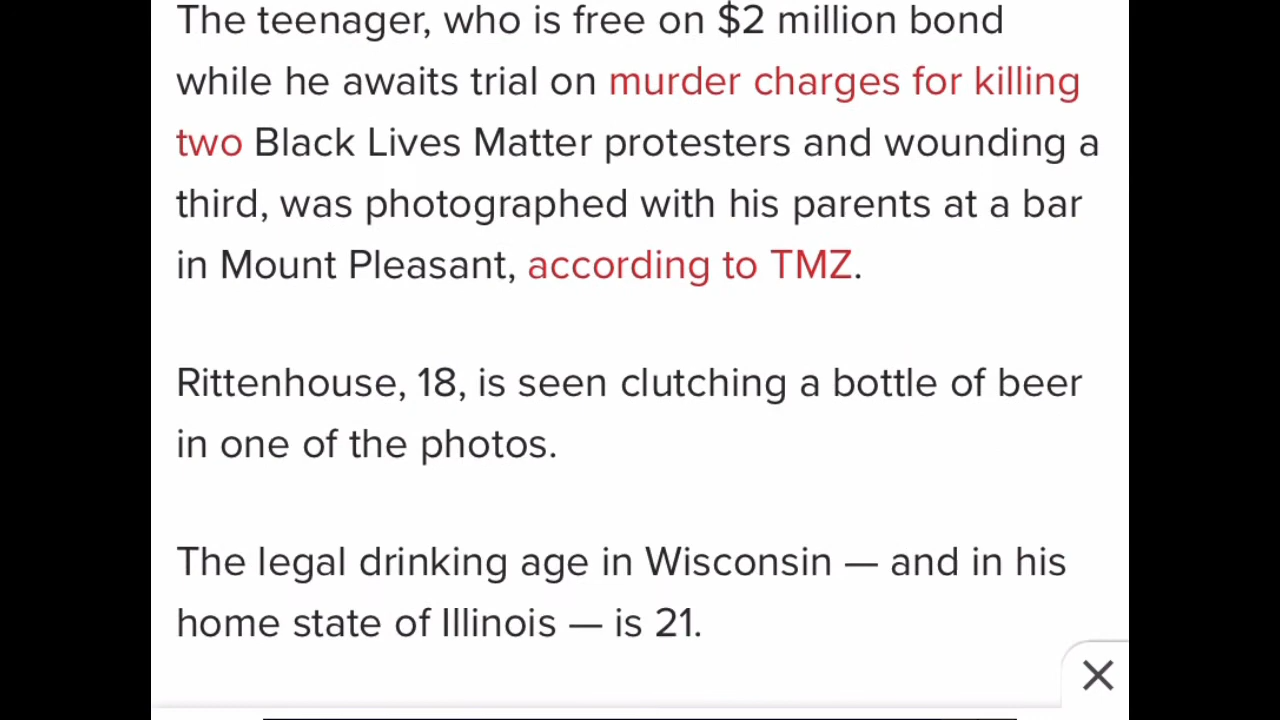 The teenager, who is free on $2 million bond
while he awaits trial on murder charges for killing
two Black Lives Matter protesters and wounding a
third, was photographed with his parents at a bar
in Mount Pleasant, according to TMZ.
Rittenhouse, 18, is seen clutching a bottle of beer
in one of the photos.
The legal drinking age in Wisconsin — and in his
home state of Illinois — is 21.